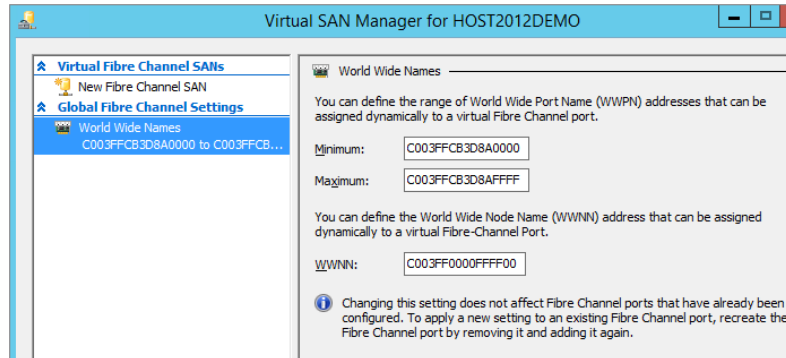 Virtual SAN Manager for HOST2012DEMO
Virtual Fibre Channel SANs
New Fibre Channel SAN
Global Fibre Channel Settings
World Wide Names
C003FFCB3D8A0000 to C003FFCB...
World Wide Names
You can define the range of World Wide Port Name (WWPN) addresses that can be
assigned dynamically to a virtual Fibre Channel port.
Minimum: C003FFCB3D8A0000
Maximum: C003FFCB3D8AFFFF
You can define the World Wide Node Name (WWNN) address that can be assigned
dynamically to a virtual Fibre-Channel Port.
WWNN: C003FF0000FFFF00
Changing this setting does not affect Fibre Channel ports that have already been
configured. To apply a new setting to an existing Fibre Channel port, recreate the
Fibre Channel port by removing it and adding it again.